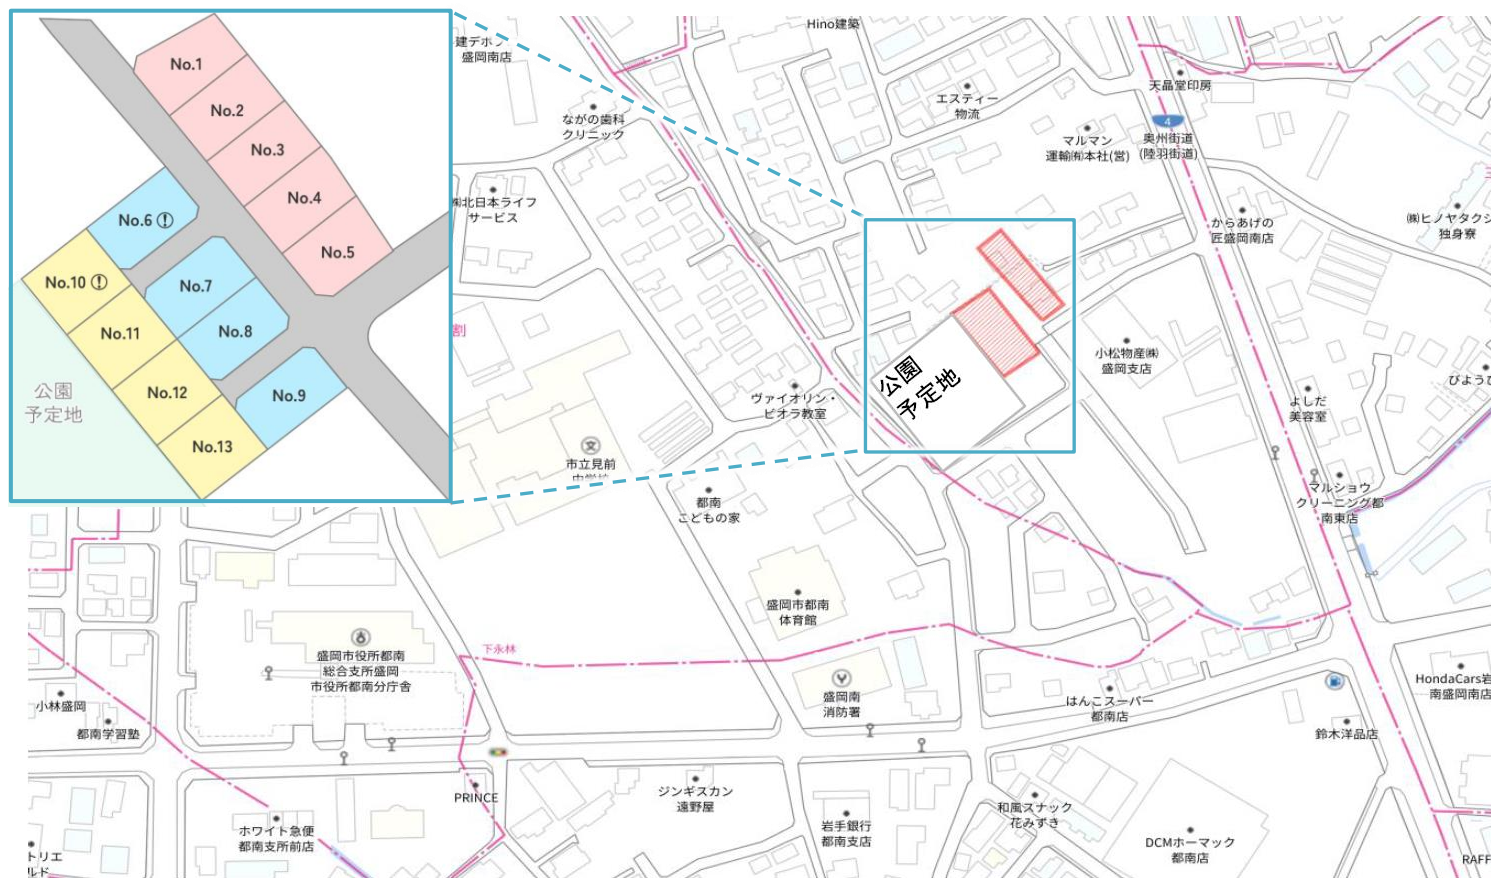 No.1
No.2
No.3
No.4
No.5
No.6
No.7
No.8
No.9
No.10
No.11
No.12
No.13
公園
予定地
盛岡南店
Hino建築
ながの歯科
クリニック
エスティー
物流
天晶堂印房
4
奥州街道
(陸羽街道)
マルマン
運輸㈲本社(営)
㈱北日本ライフ
サービス
からあげの
匠盛岡南店
㈱ヒノヤタクシ
独身寮
割
公園
予定地
小松物産㈱
盛岡支店
びようひ
よしだ
美容室
ヴァイオリン・
ビオラ教室
市立見前
都南
こどもの家
マルショウ
クリーニング都
南東店
盛岡市都南
体育館
下永林
盛岡市役所都南
総合支所盛岡
市役所都南分庁舎
盛岡南
消防署
はんこスーパー
都南店
HondaCars岩
南盛岡南店
鈴木洋品店
小林盛岡
都南学習塾
PRINCE
ジンギスカン
遠野屋
岩手銀行
都南支店
和風スナック
花みずき
DCMホーマック
都南店
ホワイト急便
都南支所前店
トリエ
ルド
RAFF